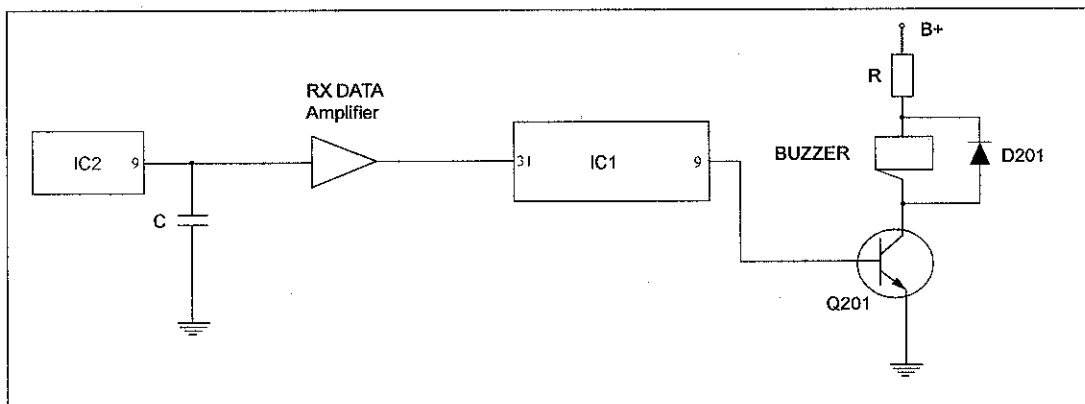 B+
R
RX DATA
Amplifier
IC2 9
31 IC1 9
BUZZER
D201
C
Q201